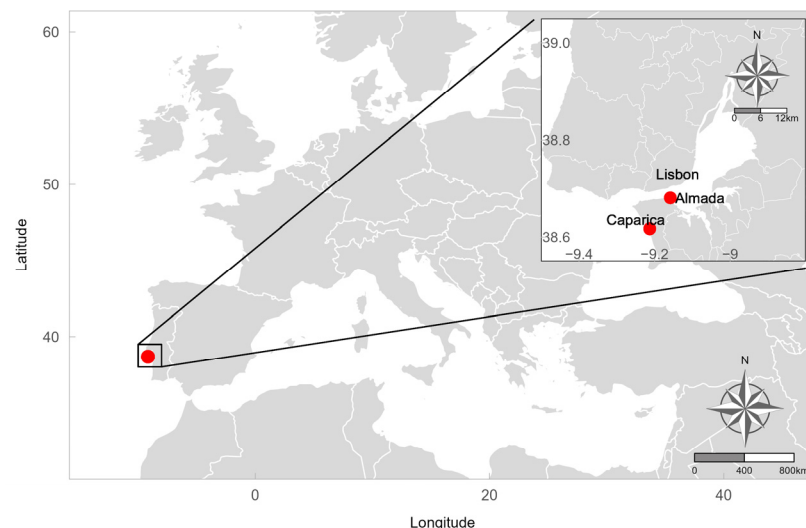 60
50
40
Latitude
0
20
40
Longitude
39.0
38.8
38.6
−9.4
−9.2
−9
Lisbon
Almada
Caparica
N
0 6 12km
N
0 400 800km